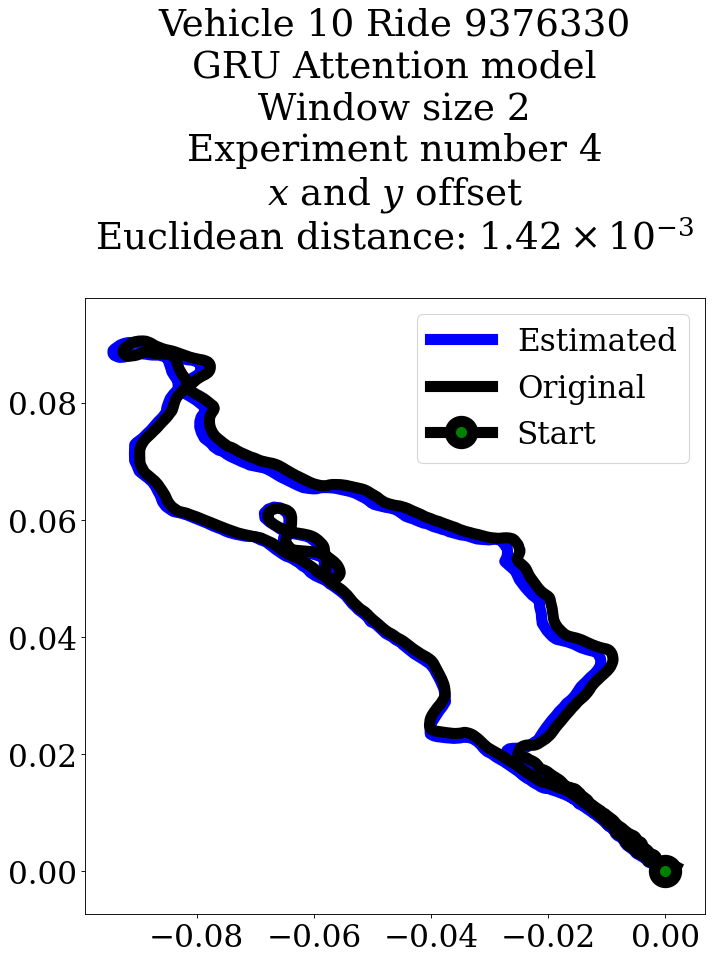 Vehicle 10 Ride 9376330
GRU Attention model
Window size 2
Experiment number 4
x and y offset
Euclidean distance: 1.42 × 10⁻³
Estimated
Original
Start
0.08
0.06
0.04
0.02
0.00
−0.08 −0.06 −0.04 −0.02 0.00